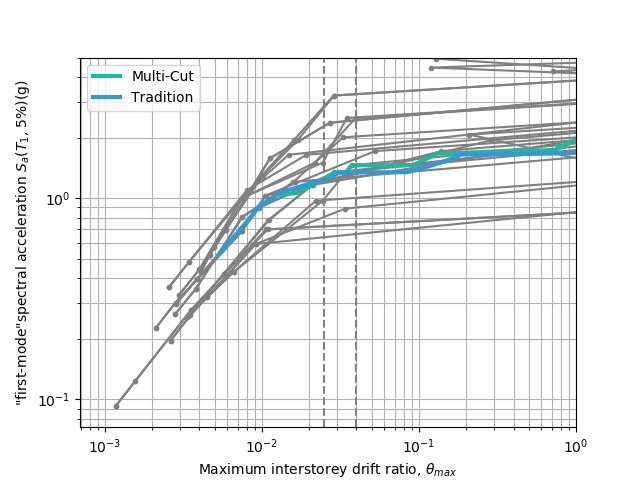 Multi-Cut
Tradition
"first-mode"spectral acceleration Sₐ(T₁, 5%)(g)
10⁰
10⁻¹
10⁻³ 10⁻² 10⁻¹ 10⁰
Maximum interstorey drift ratio, θₘₐₓ